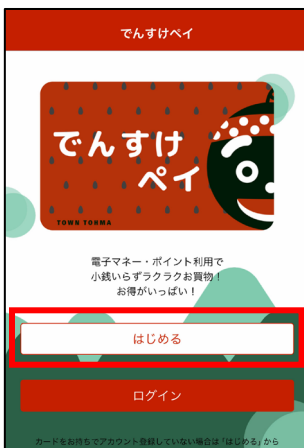 でんすけペイ
でんすけ
ペイ
TOWN TOHMA
電子マネー・ポイント利用で
小銭いらずラクラクお買物！
お得がいっぱい！
はじめる
ログイン
カードをお持ちでアカウント登録していない場合は「はじめる」から